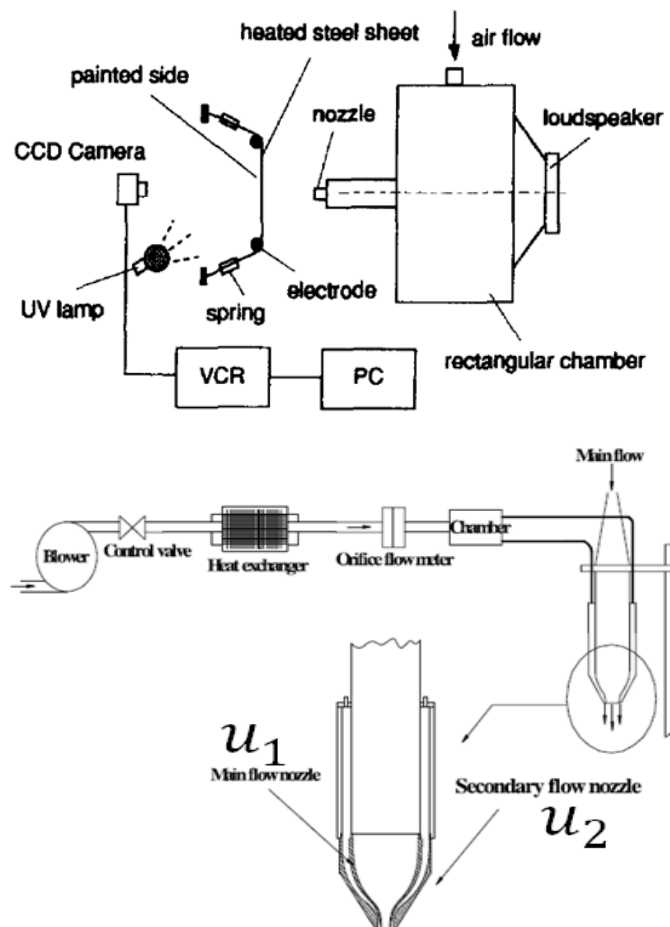 heated steel sheet
air flow
painted side
nozzle
loudspeaker
CCD Camera
UV lamp
spring
electrode
rectangular chamber
VCR
PC
Main flow
Blower
Control valve
Heat exchanger
Orifice flow meter
Chamber
u₁
Main flow nozzle
Secondary flow nozzle
u₂